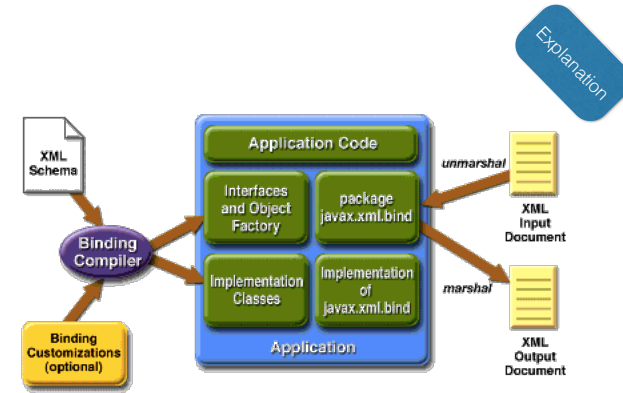 Explanation
XML
Schema
Binding
Compiler
Binding
Customizations
(optional)
Application Code
Interfaces
and Object
Factory
package
javax.xml.bind
Implementation
Classes
Implementation
of
javax.xml.bind
Application
unmarshal
XML
Input
Document
marshal
XML
Output
Document